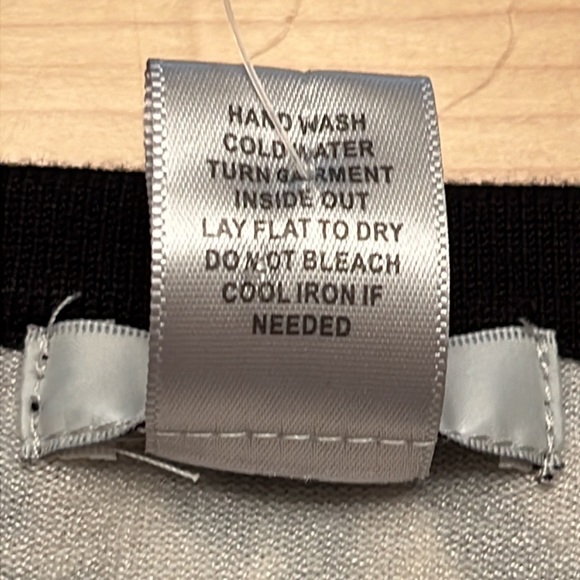 HAND WASH
COLD WATER
TURN GARMENT
INSIDE OUT
LAY FLAT TO DRY
DO NOT BLEACH
COOL IRON IF
NEEDED